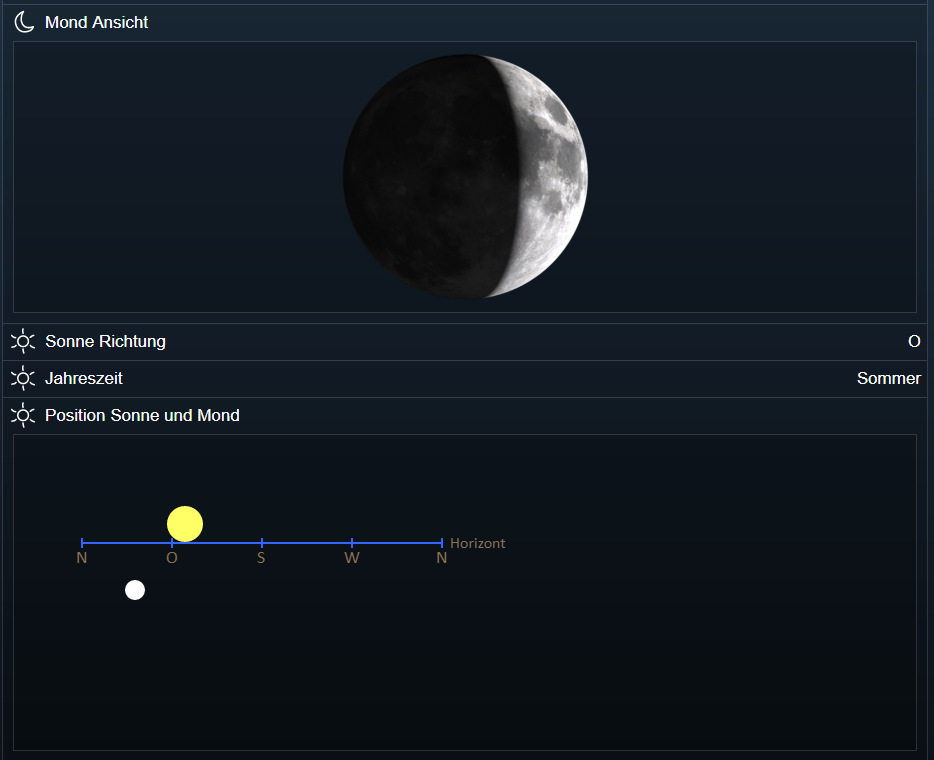 Mond Ansicht
Sonne Richtung O
Jahreszeit Sommer
Position Sonne und Mond
Horizont
N O S W N